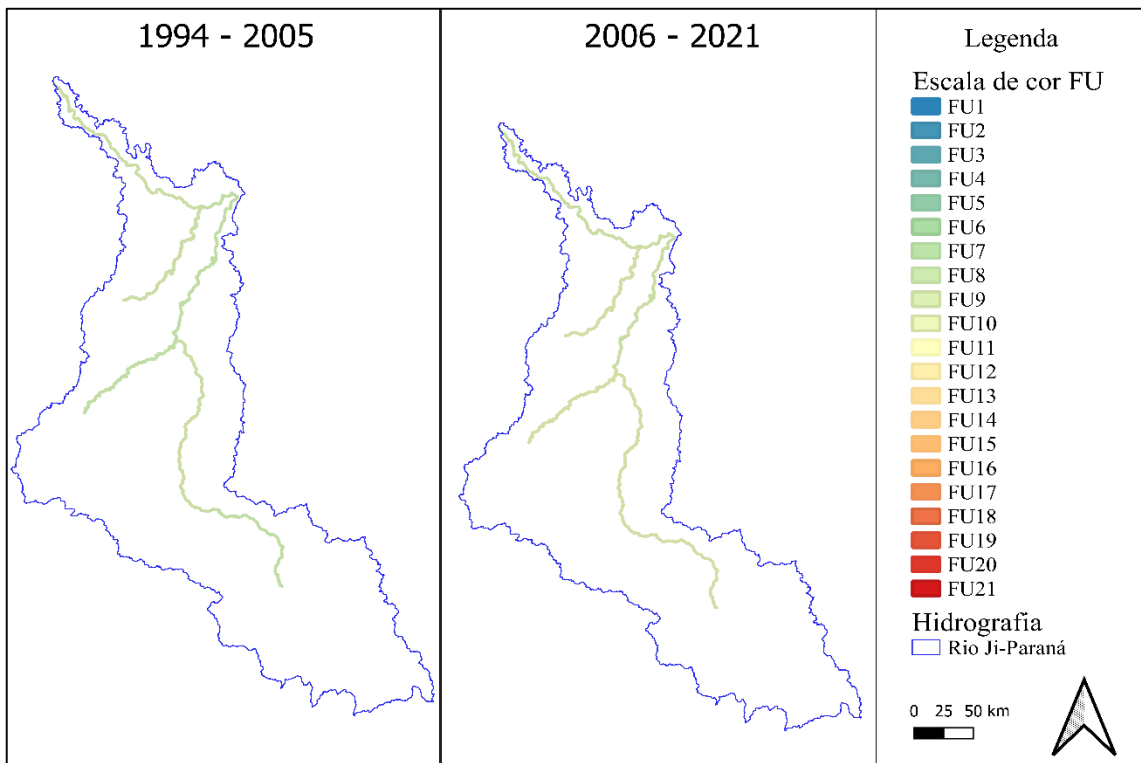 1994 - 2005
2006 - 2021
Legenda
Escala de cor FU
FU1
FU2
FU3
FU4
FU5
FU6
FU7
FU8
FU9
FU10
FU11
FU12
FU13
FU14
FU15
FU16
FU17
FU18
FU19
FU20
FU21
Hidrografia
Rio Ji-Paraná
0 25 50 km